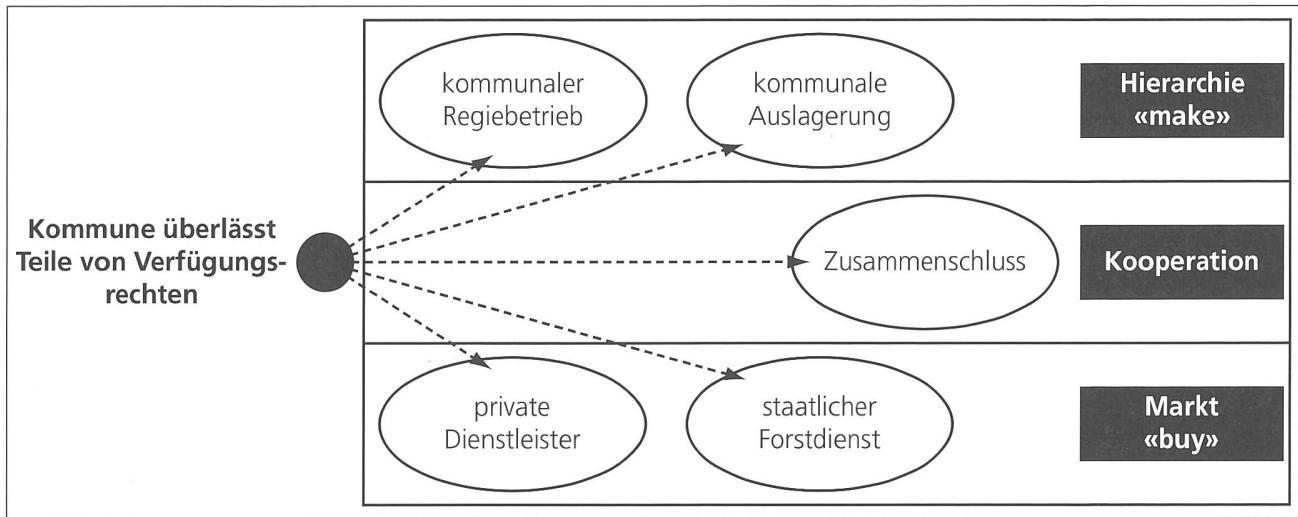 Kommune überlässt
Teile von Verfügungs-
rechten
kommunaler
Regiebetrieb
kommunale
Auslagerung
Hierarchie
«make»
Zusammenschluss
Kooperation
private
Dienstleister
staatlicher
Forstdienst
Markt
«buy»